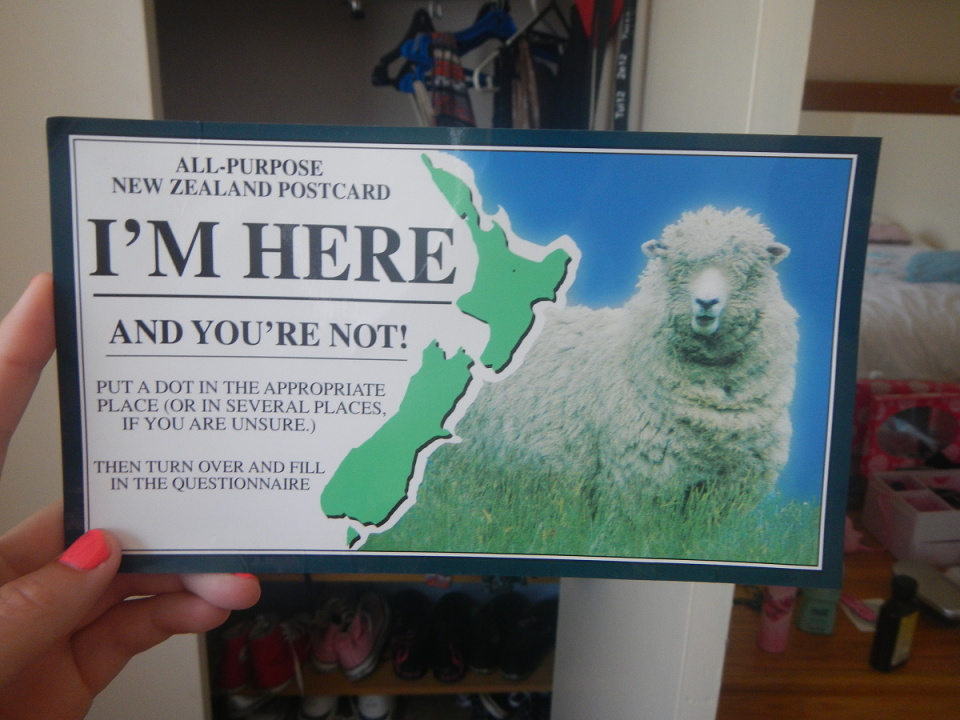 ALL-PURPOSE
NEW ZEALAND POSTCARD
I'M HERE
AND YOU'RE NOT!
PUT A DOT IN THE APPROPRIATE
PLACE (OR IN SEVERAL PLACES,
IF YOU ARE UNSURE.)
THEN TURN OVER AND FILL
IN THE QUESTIONNAIRE